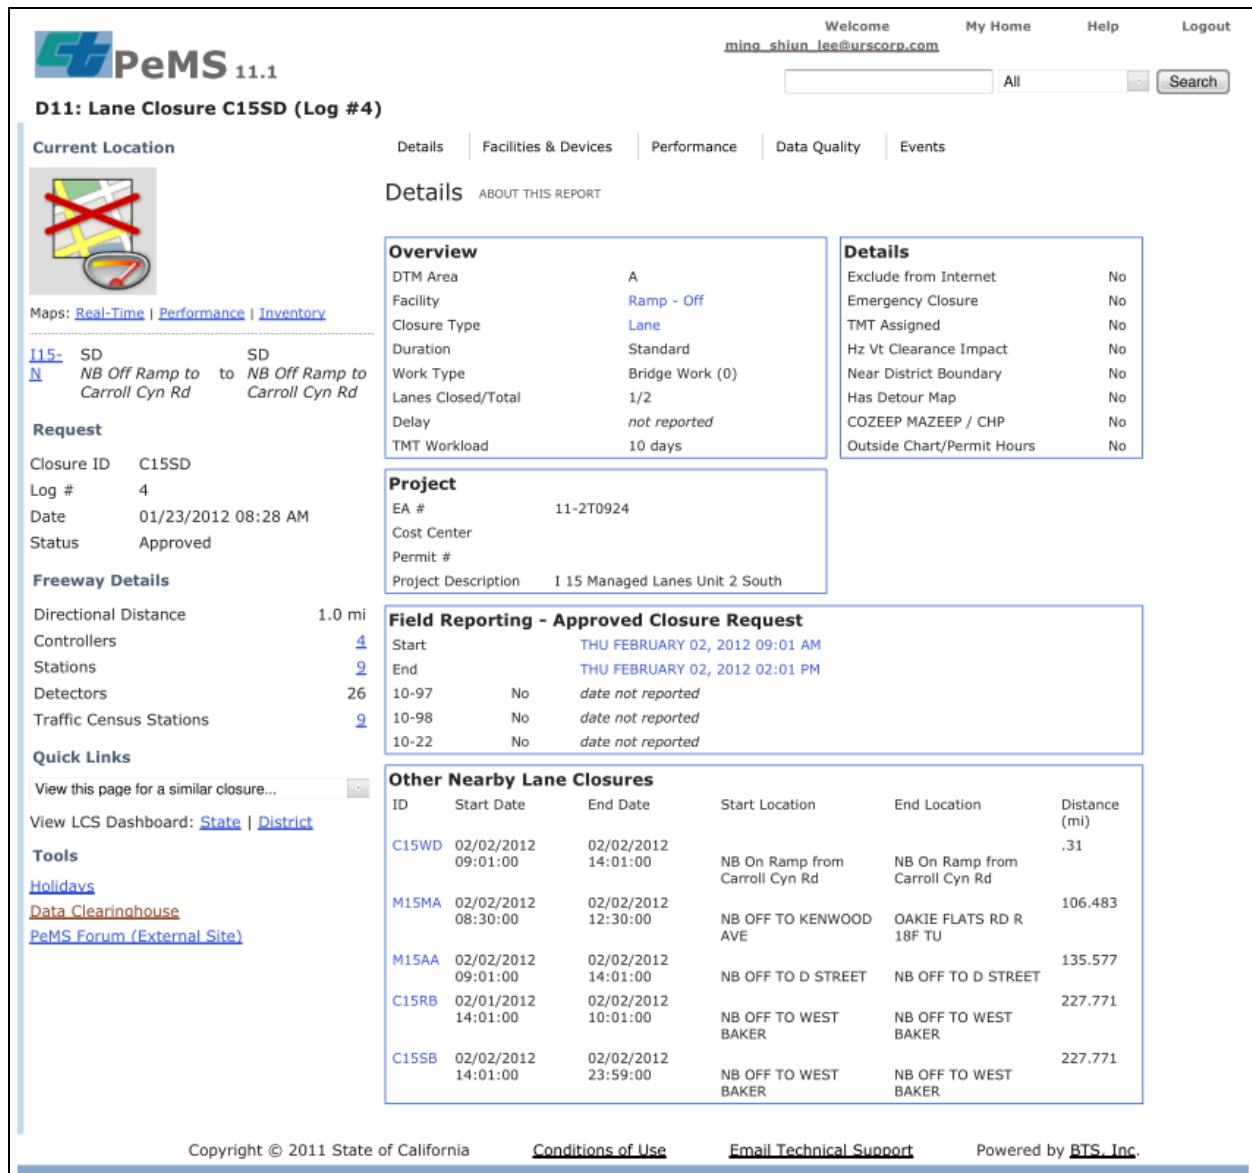 Welcome My Home Help Logout
ming_shiun_lee@urscorp.com
PeMS 11.1
All Search
D11: Lane Closure C15SD (Log #4)
Current Location
Details Facilities & Devices Performance Data Quality Events
Details ABOUT THIS REPORT
Maps: Real-Time | Performance | Inventory
I15-N SD SD
NB Off Ramp to to NB Off Ramp to
Carroll Cyn Rd Carroll Cyn Rd
Request
Closure ID C15SD
Log # 4
Date 01/23/2012 08:28 AM
Status Approved
Freeway Details
Directional Distance 1.0 mi
Controllers 4
Stations 9
Detectors 26
Traffic Census Stations 9
Quick Links
View this page for a similar closure...
View LCS Dashboard: State | District
Tools
Holidays
Data Clearinghouse
PeMS Forum (External Site)
Overview
DTM Area A
Facility Ramp - Off
Closure Type Lane
Duration Standard
Work Type Bridge Work (0)
Lanes Closed/Total 1/2
Delay not reported
TMT Workload 10 days
Details
Exclude from Internet No
Emergency Closure No
TMT Assigned No
Hz Vt Clearance Impact No
Near District Boundary No
Has Detour Map No
COZEEP MAZEEP / CHP No
Outside Chart/Permit Hours No
Project
EA # 11-2T0924
Cost Center
Permit #
Project Description I 15 Managed Lanes Unit 2 South
Field Reporting - Approved Closure Request
Start THU FEBRUARY 02, 2012 09:01 AM
End THU FEBRUARY 02, 2012 02:01 PM
10-97 No date not reported
10-98 No date not reported
10-22 No date not reported
Other Nearby Lane Closures
ID Start Date End Date Start Location End Location Distance
(mi)
C15WD 02/02/2012 02/02/2012 .31
09:01:00 14:01:00 NB On Ramp from NB On Ramp from
Carroll Cyn Rd Carroll Cyn Rd
M15MA 02/02/2012 02/02/2012 106.483
08:30:00 12:30:00 NB OFF TO KENWOOD OAKIE FLATS RD R
AVE 18F TU
M15AA 02/02/2012 02/02/2012 135.577
09:01:00 14:01:00 NB OFF TO D STREET NB OFF TO D STREET
C15RB 02/01/2012 02/02/2012 227.771
14:01:00 10:01:00 NB OFF TO WEST NB OFF TO WEST
BAKER BAKER
C15SB 02/02/2012 02/02/2012 227.771
14:01:00 23:59:00 NB OFF TO WEST NB OFF TO WEST
BAKER BAKER
Copyright © 2011 State of California Conditions of Use Email Technical Support Powered by BTS, Inc.